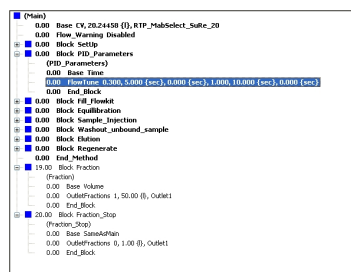 (Main)
0.00 Base CV, 20.24458 {l}, RTP_MabSelect_SuRe_20
0.00 Flow_Warning Disabled
0.00 Block SetUp
0.00 Block PID_Parameters
(PID_Parameters)
0.00 Base Time
0.00 FlowTune 0.300, 5.000 {sec}, 0.000 {sec}, 1.000, 10.000 {sec}, 0.000 {sec}
0.00 End_Block
0.00 Block Fill_Flowkit
0.00 Block Equilibration
0.00 Block Sample_Injection
0.00 Block Washout_unbound_sample
0.00 Block Elution
0.00 Block Regenerate
0.00 End_Method
19.00 Block Fraction
(Fraction)
0.00 Base Volume
0.00 OutletFractions 1, 50.00 {l}, Outlet1
0.00 End_Block
20.00 Block Fraction_Stop
(Fraction_Stop)
0.00 Base SameAsMain
0.00 OutletFractions 0, 1.00 {l}, Outlet1
0.00 End_Block